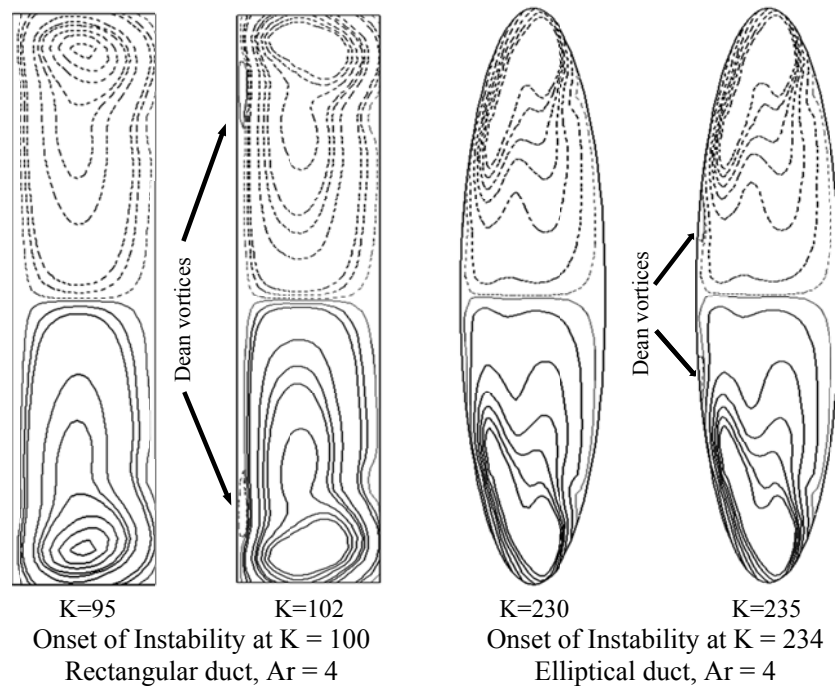 Dean vortices
Dean vortices
K=95
K=102
K=230
K=235
Onset of Instability at K = 100
Rectangular duct, Ar = 4
Onset of Instability at K = 234
Elliptical duct, Ar = 4